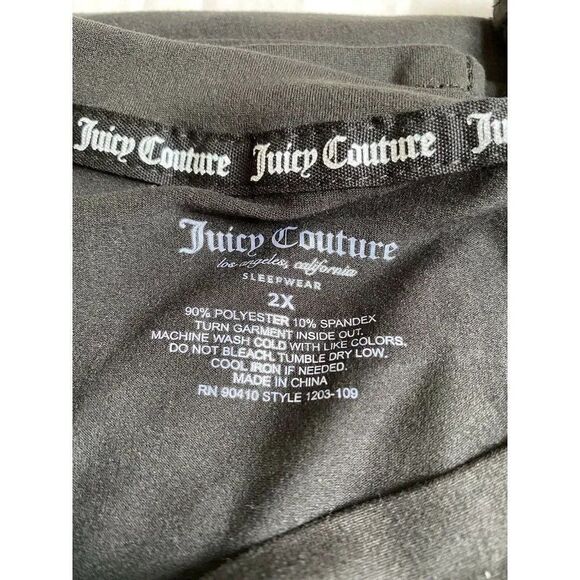 Juicy Couture Juicy Couture Ju
Juicy Couture
los angeles, california
SLEEPWEAR
2X
90% POLYESTER 10% SPANDEX
TURN GARMENT INSIDE OUT.
MACHINE WASH COLD WITH LIKE COLORS.
DO NOT BLEACH. TUMBLE DRY LOW.
COOL IRON IF NEEDED.
MADE IN CHINA
RN 90410 STYLE 1203-109